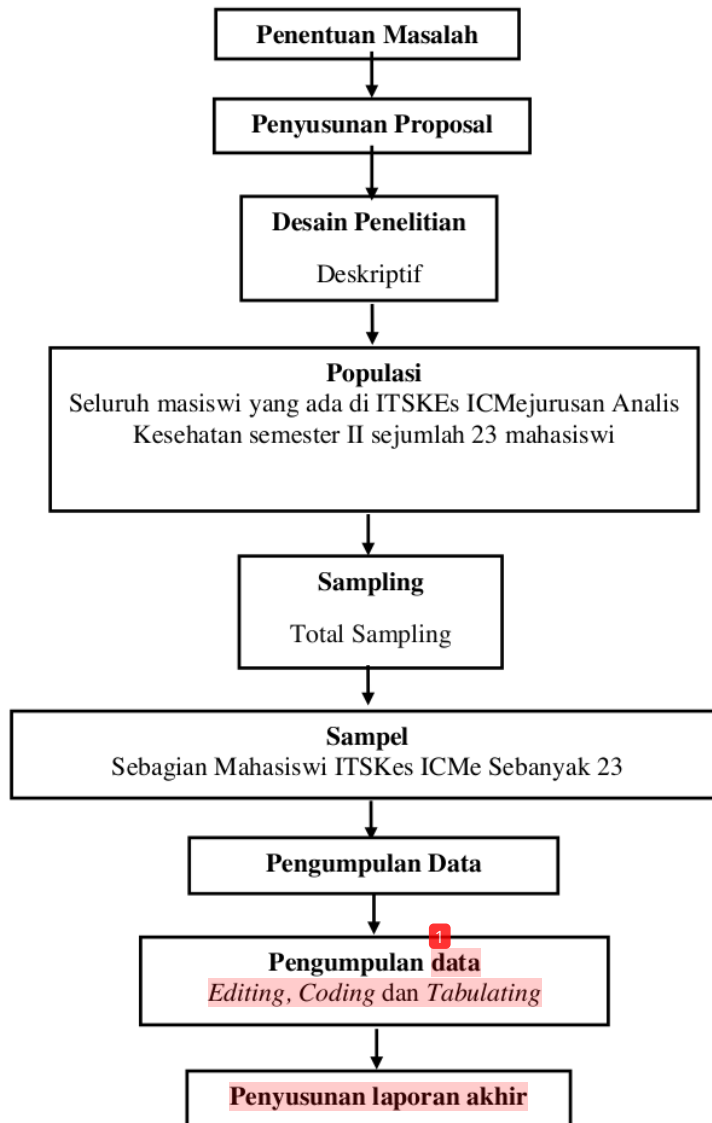 Penentuan Masalah
Penyusunan Proposal
Desain Penelitian
Deskriptif
Populasi
Seluruh masiswi yang ada di ITSKEs ICMejurusan Analis
Kesehatan semester II sejumlah 23 mahasiswi
Sampling
Total Sampling
Sampel
Sebagian Mahasiswi ITSKes ICMe Sebanyak 23
Pengumpulan Data
1
Pengumpulan data
Editing, Coding dan Tabulating
Penyusunan laporan akhir